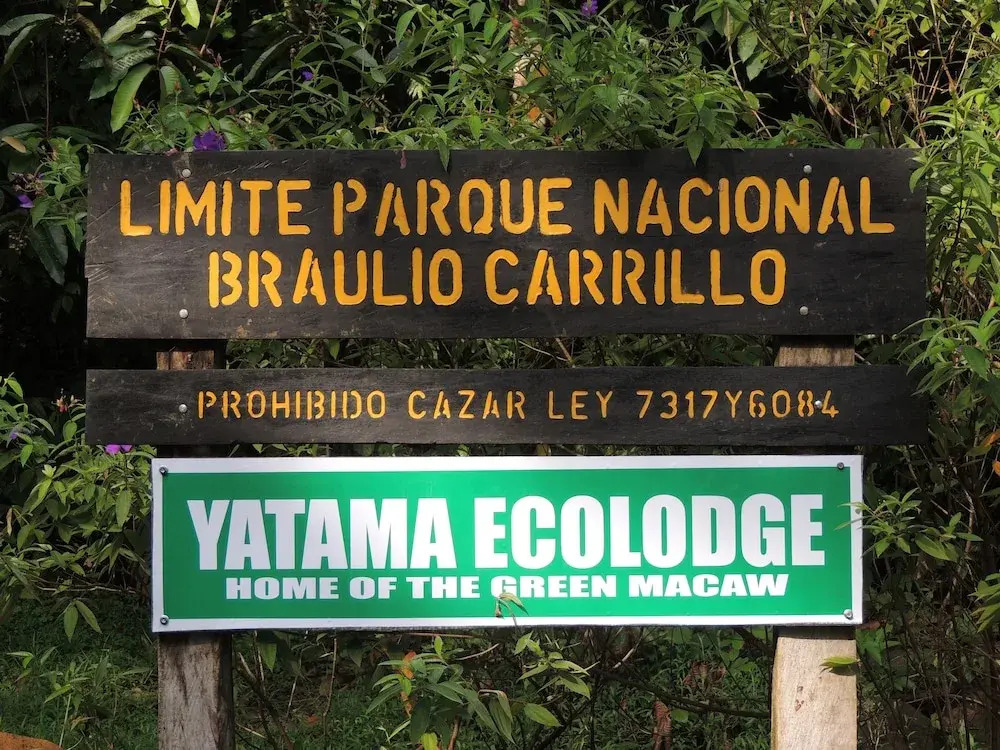 LIMITE PARQUE NACIONAL
BRAULIO CARRILLO
PROHIBIDO CAZAR LEY 7317Y6084
YATAMA ECOLODGE
HOME OF THE GREEN MACAW